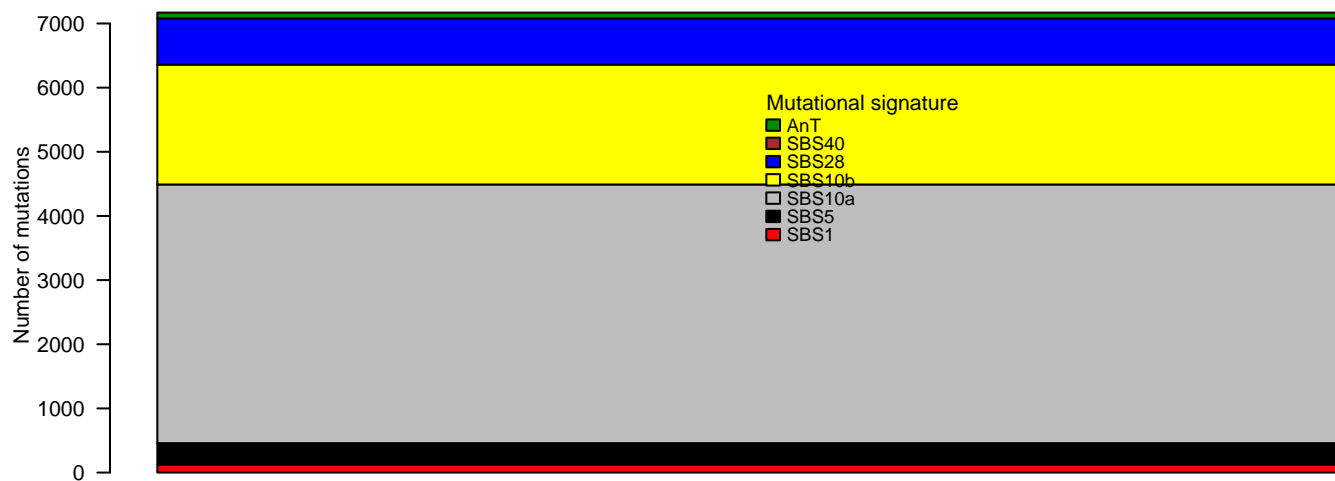 7000
6000
5000
4000
3000
2000
1000
0
Number of mutations
Mutational signature
AnT
SBS40
SBS28
SBS10b
SBS10a
SBS5
SBS1